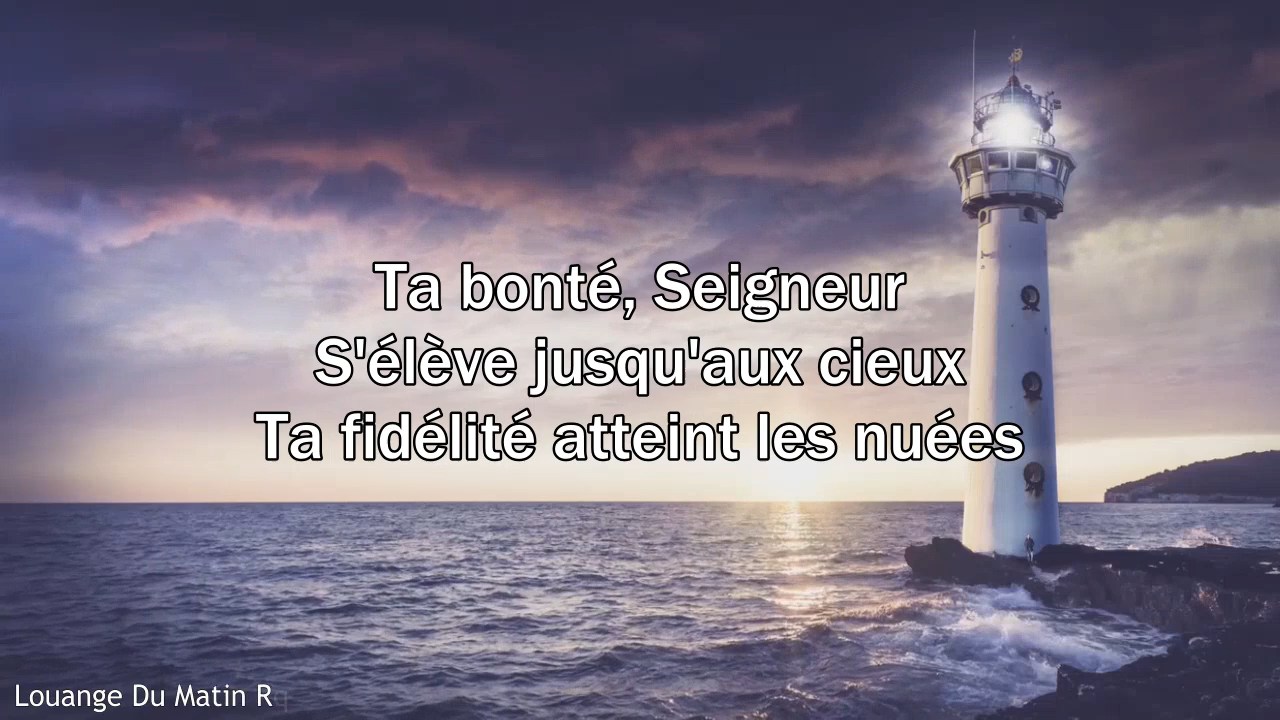 Ta bonté, Seigneur
S'élève jusqu'aux cieux
Ta fidélité atteint les nuées
Louange Du Matin R